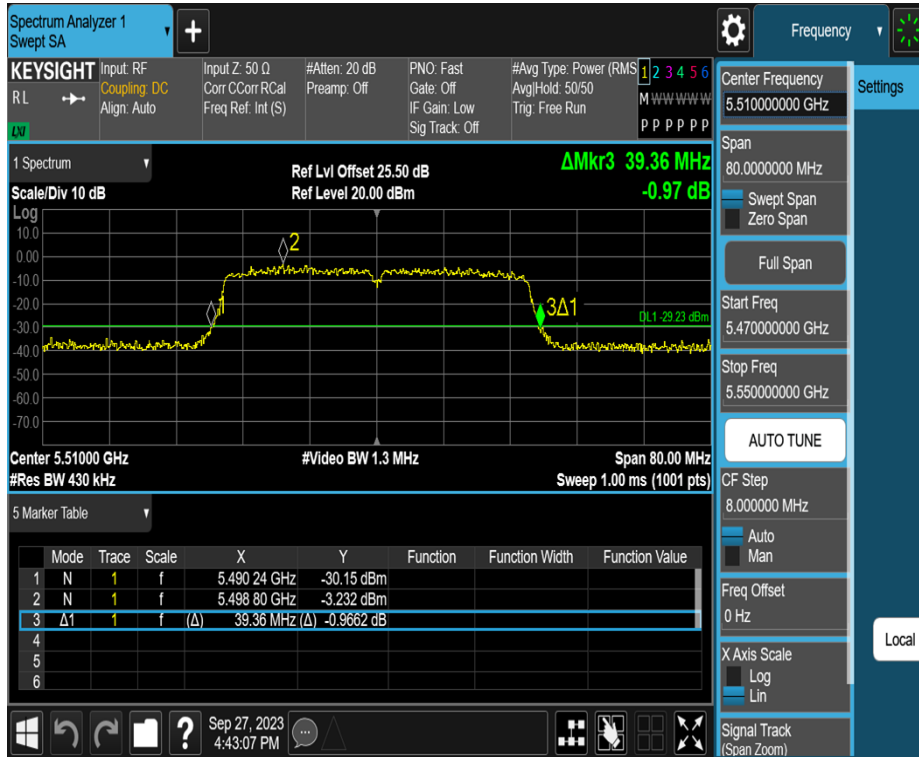 Spectrum Analyzer 1
Swept SA
+
Frequency
KEYSIGHT
R L
LXI
Input: RF
Coupling: DC
Align: Auto
Input Z: 50 Ω
Corr CCorr RCal
Freq Ref: Int (S)
#Atten: 20 dB
Preamp: Off
PNO: Fast
Gate: Off
IF Gain: Low
Sig Track: Off
#Avg Type: Power (RMS
Avg|Hold: 50/50
Trig: Free Run
1 2 3 4 5 6
M W W W W W
P P P P P P
1 Spectrum
Scale/Div 10 dB
Ref Lvl Offset 25.50 dB
Ref Level 20.00 dBm
ΔMkr3 39.36 MHz
-0.97 dB
Log
10.0
0.00
-10.0
-20.0
-30.0
-40.0
-50.0
-60.0
-70.0
2
1
3Δ1
DL1 -29.23 dBm
Center 5.51000 GHz
#Video BW 1.3 MHz
Span 80.00 MHz
#Res BW 430 kHz
Sweep 1.00 ms (1001 pts)
5 Marker Table
Mode Trace Scale X Y Function Function Width Function Value
1 N 1 f 5.490 24 GHz -30.15 dBm
2 N 1 f 5.498 80 GHz -3.232 dBm
3 Δ1 1 f (Δ) 39.36 MHz (Δ) -0.9662 dB
4
5
6
?
Sep 27, 2023
4:43:07 PM
Center Frequency
5.510000000 GHz
Settings
Span
80.0000000 MHz
Swept Span
Zero Span
Full Span
Start Freq
5.470000000 GHz
Stop Freq
5.550000000 GHz
AUTO TUNE
CF Step
8.000000 MHz
Auto
Man
Freq Offset
0 Hz
Local
X Axis Scale
Log
Lin
Signal Track
(Span Zoom)